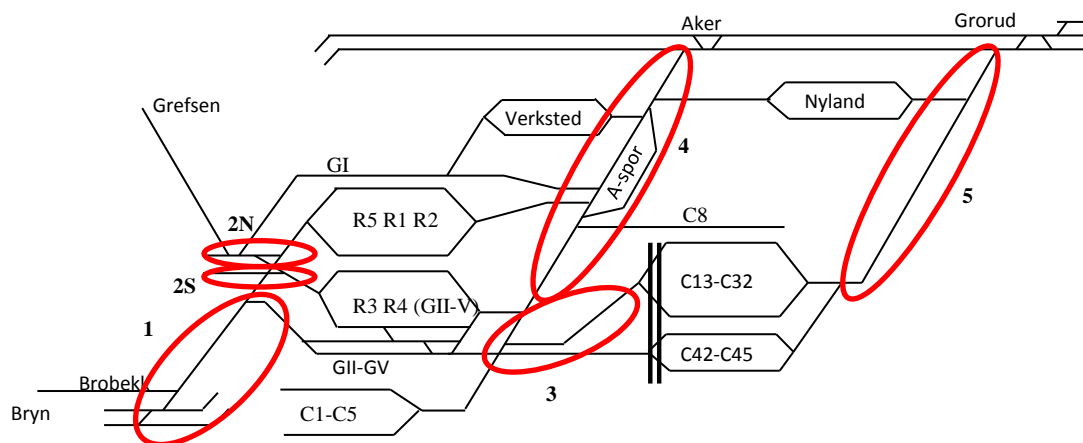 Aker
Grorud
Grefsen
Verksted
Nyland
4
GI
A-spor
5
2N
R5 R1 R2
C8
2S
R3 R4 (GII-V)
C13-C32
1
GII-GV
C42-C45
Brobekk
3
Bryn
C1-C5